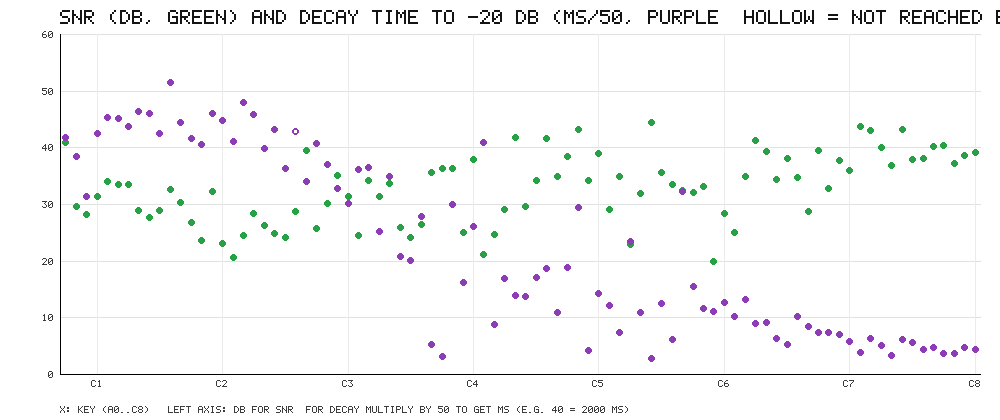 SNR (DB, GREEN) AND DECAY TIME TO -20 DB (MS/50, PURPLE  HOLLOW = NOT REACHED
60
50
40
30
20
10
0
C1 C2 C3 C4 C5 C6 C7 C8
X: KEY (A0..C8)   LEFT AXIS: DB FOR SNR  FOR DECAY MULTIPLY BY 50 TO GET MS (E.G. 40 = 2000 MS)